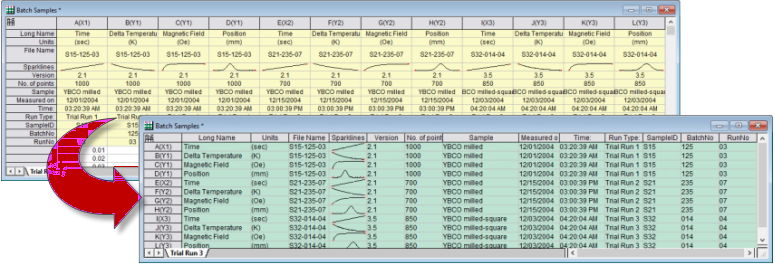 Batch Samples *
A(X1) B(Y1) C(Y1) D(Y1) E(X2) F(Y2) G(Y2) H(Y2) I(X3) J(Y3) K(Y3) L(Y3)
Long Name Time Delta Temperatu Magnetic Field Position Time Delta Temperatu Magnetic Field Position Time Delta Temperatu Magnetic Field Position
Units (sec) (K) (Oe) (mm) (sec) (K) (Oe) (mm) (sec) (K) (Oe) (mm)
File Name S15-125-03 S15-125-03 S15-125-03 S15-125-03 S21-235-07 S21-235-07 S21-235-07 S21-235-07 S32-014-04 S32-014-04 S32-014-04 S32-014-04
Sparklines
Version 2.1 2.1 2.1 2.1 2.1 2.1 2.1 2.1 3.5 3.5 3.5 3.5
No. of points 1000 1000 1000 1000 700 700 700 700 850 850 850 850
Sample YBCO milled YBCO milled YBCO milled YBCO milled YBCO milled YBCO milled YBCO milled YBCO milled BCO milled-squa BCO milled-squa BCO milled-squa BCO milled-squa
Measured on 12/01/2004 12/01/2004 12/01/2004 12/01/2004 12/15/2004 12/15/2004 12/15/2004 12/15/2004 12/03/2004 12/03/2004 12/03/2004 12/03/2004
Time: 03:20:39 AM 03:20:39 AM 03:20:39 AM 03:20:39 AM 03:00:39 PM 03:00:39 PM 03:00:39 PM 03:00:39 PM 04:20:04 AM 04:20:04 AM 04:20:04 AM 04:20:04 AM
Run Type: Trial Run 1
SampleID S15
BatchNo 125
RunNo 03
0.01
0.02
Trial
Batch Samples *
Long Name Units File Name Sparklines Version No. of point Sample Measured o Time: Run Type: SampleID BatchNo RunNo
A(X1) Time (sec) S15-125-03 2.1 1000 YBCO milled 12/01/2004 03:20:39 AM Trial Run 1 S15 125 03
B(Y1) Delta Temperature (K) S15-125-03 2.1 1000 YBCO milled 12/01/2004 03:20:39 AM Trial Run 1 S15 125 03
C(Y1) Magnetic Field (Oe) S15-125-03 2.1 1000 YBCO milled 12/01/2004 03:20:39 AM Trial Run 1 S15 125 03
D(Y1) Position (mm) S15-125-03 2.1 1000 YBCO milled 12/01/2004 03:20:39 AM Trial Run 1 S15 125 03
E(X2) Time (sec) S21-235-07 2.1 700 YBCO milled 12/15/2004 03:00:39 PM Trial Run 2 S21 235 07
F(Y2) Delta Temperature (K) S21-235-07 2.1 700 YBCO milled 12/15/2004 03:00:39 PM Trial Run 2 S21 235 07
G(Y2) Magnetic Field (Oe) S21-235-07 2.1 700 YBCO milled 12/15/2004 03:00:39 PM Trial Run 2 S21 235 07
H(Y2) Position (mm) S21-235-07 2.1 700 YBCO milled 12/15/2004 03:00:39 PM Trial Run 2 S21 235 07
I(X3) Time (sec) S32-014-04 3.5 850 YBCO milled-square 12/03/2004 04:20:04 AM Trial Run 3 S32 014 04
J(Y3) Delta Temperature (K) S32-014-04 3.5 850 YBCO milled-square 12/03/2004 04:20:04 AM Trial Run 3 S32 014 04
K(Y3) Magnetic Field (Oe) S32-014-04 3.5 850 YBCO milled-square 12/03/2004 04:20:04 AM Trial Run 3 S32 014 04
L(Y3) Position (mm) S32-014-04 3.5 850 YBCO milled-square 12/03/2004 04:20:04 AM Trial Run 3 S32 014 04
Trial Run 3